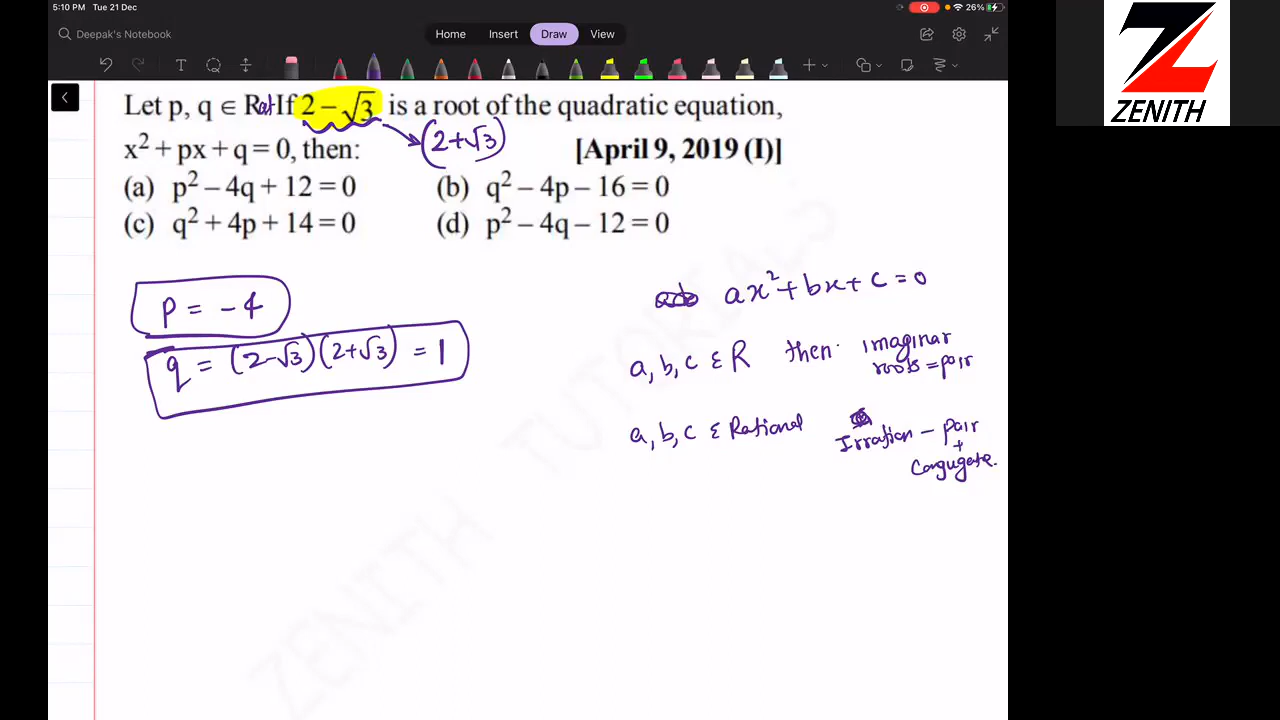 5:10 PM Tue 21 Dec
26%
Deepak's Notebook
Home Insert Draw View
ZENITH
Let p, q ∈ Rat If 2 – √3 is a root of the quadratic equation,
(2+√3)
x² + px + q = 0, then: [April 9, 2019 (I)]
(a) p² – 4q + 12 = 0 (b) q² – 4p – 16 = 0
(c) q² + 4p + 14 = 0 (d) p² – 4q – 12 = 0
p = -4
q = (2-√3)(2+√3) = 1
ax² + bx + c = 0
a, b, c ε R then imaginar
roots = pair
a, b, c ε Rational Irration – pair
+
Congugate.
ZENITH TUTORIALS